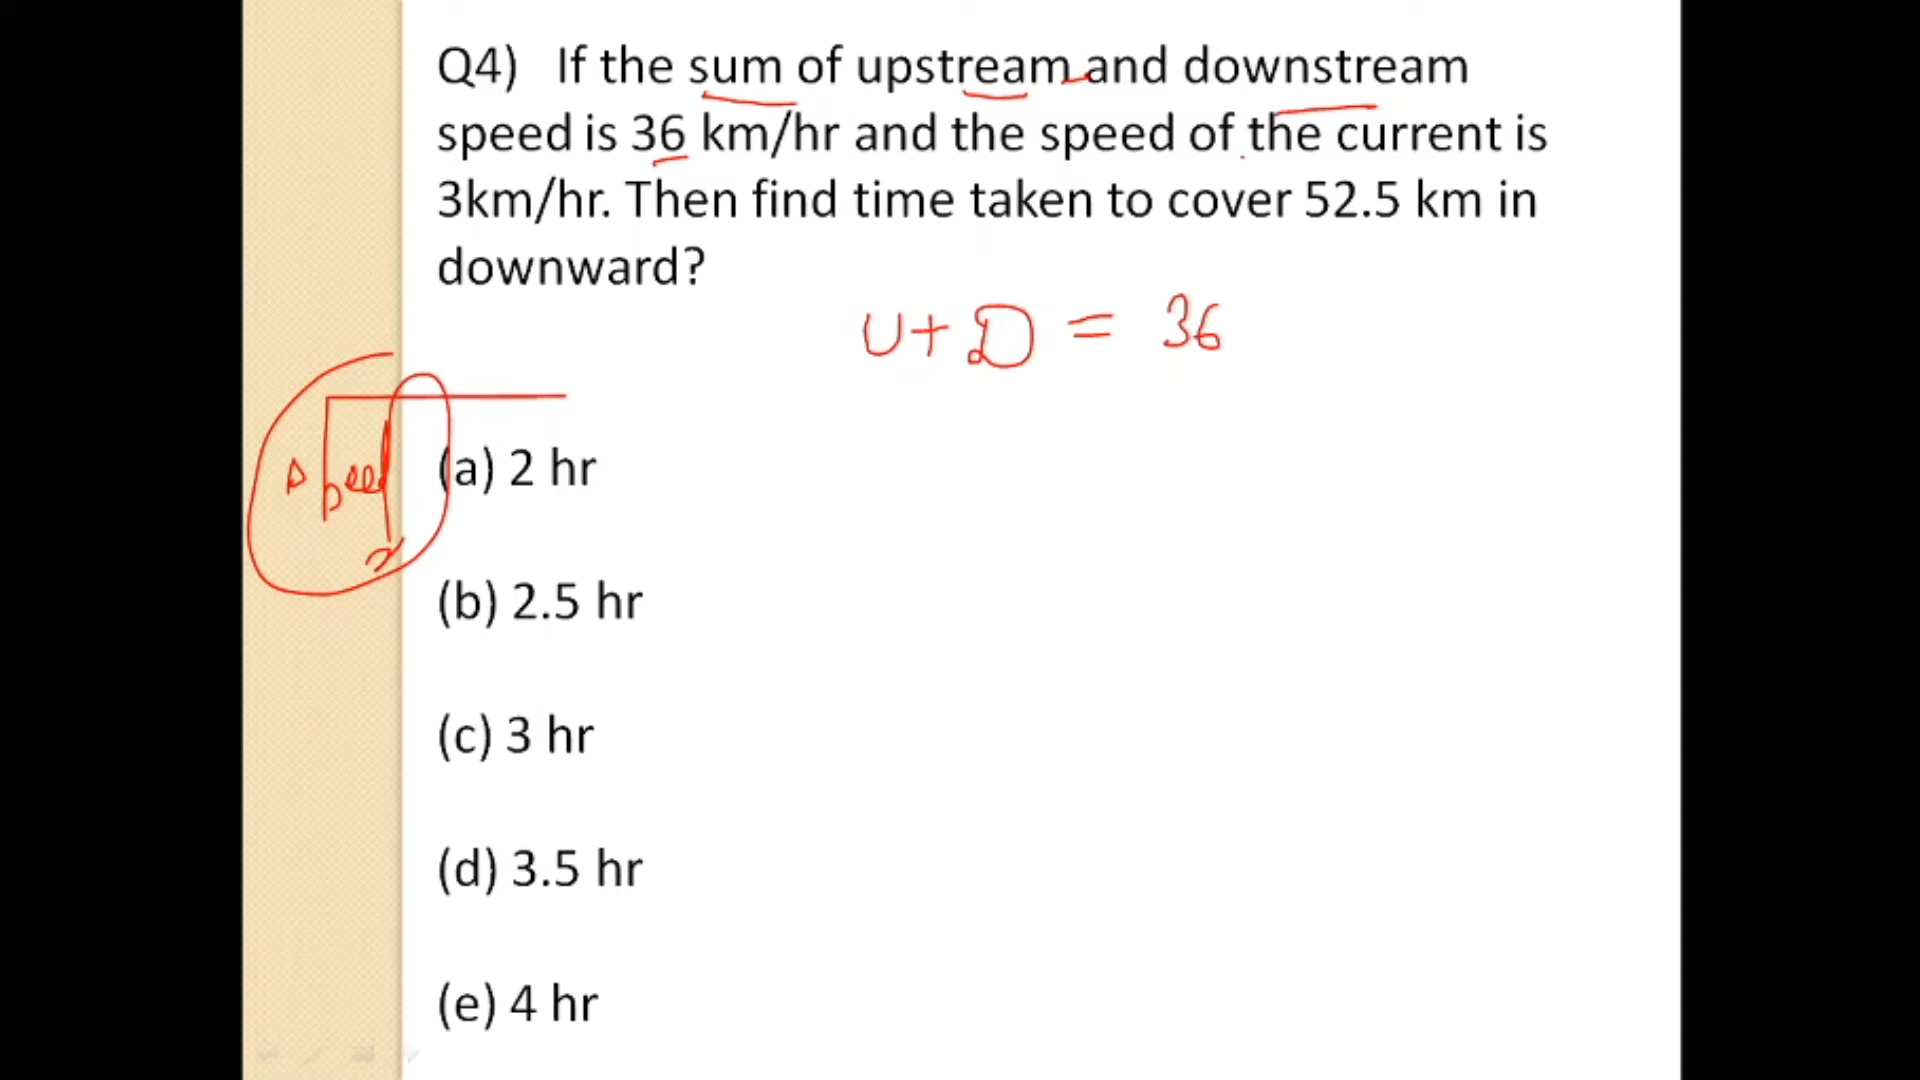 Q4) If the sum of upstream and downstream
speed is 36 km/hr and the speed of the current is
3km/hr. Then find time taken to cover 52.5 km in
downward?
U+D = 36
speed
(a) 2 hr
(b) 2.5 hr
(c) 3 hr
(d) 3.5 hr
(e) 4 hr